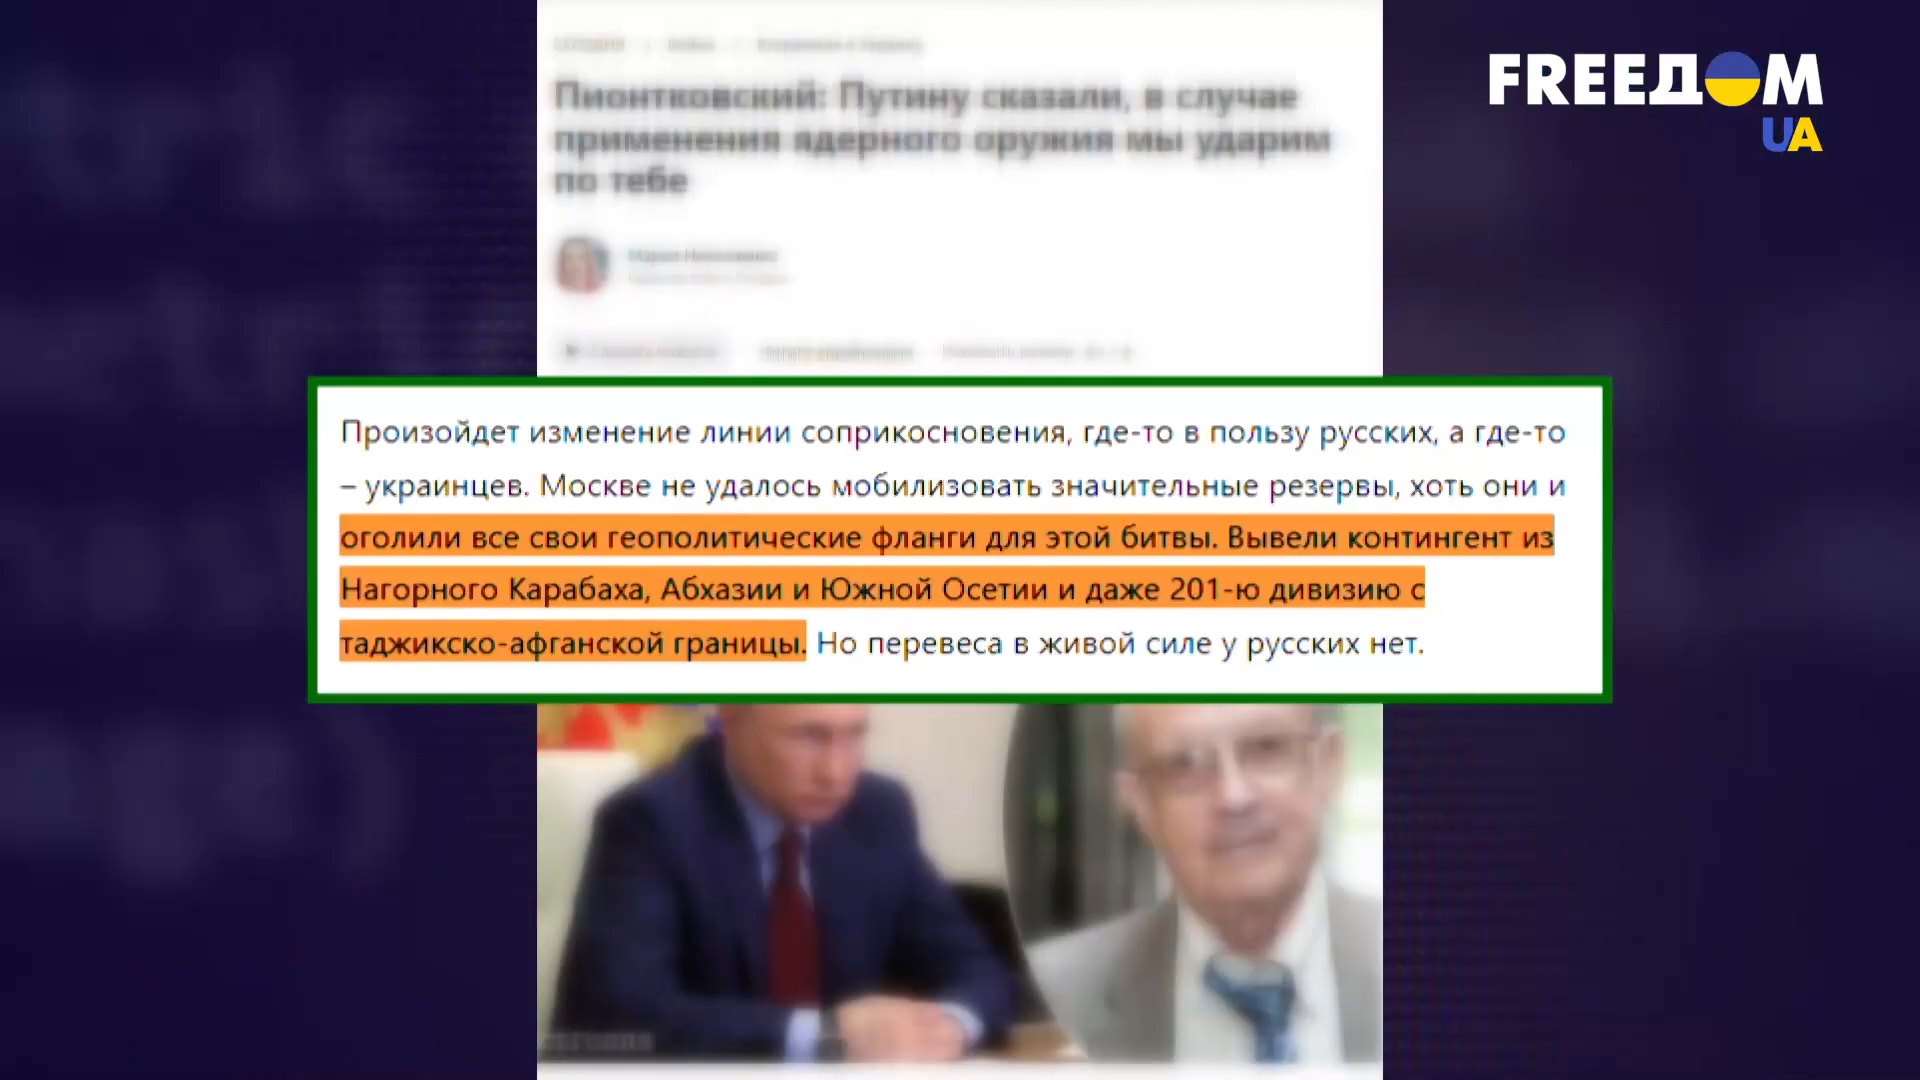 FREEДОМ
UA
Пионтковский: Путину сказали, в случае
применения ядерного оружия мы ударим
по тебе
Произойдет изменение линии соприкосновения, где-то в пользу русских, а где-то
– украинцев. Москве не удалось мобилизовать значительные резервы, хоть они и
оголили все свои геополитические фланги для этой битвы. Вывели контингент из
Нагорного Карабаха, Абхазии и Южной Осетии и даже 201-ю дивизию с
таджикско-афганской границы. Но перевеса в живой силе у русских нет.